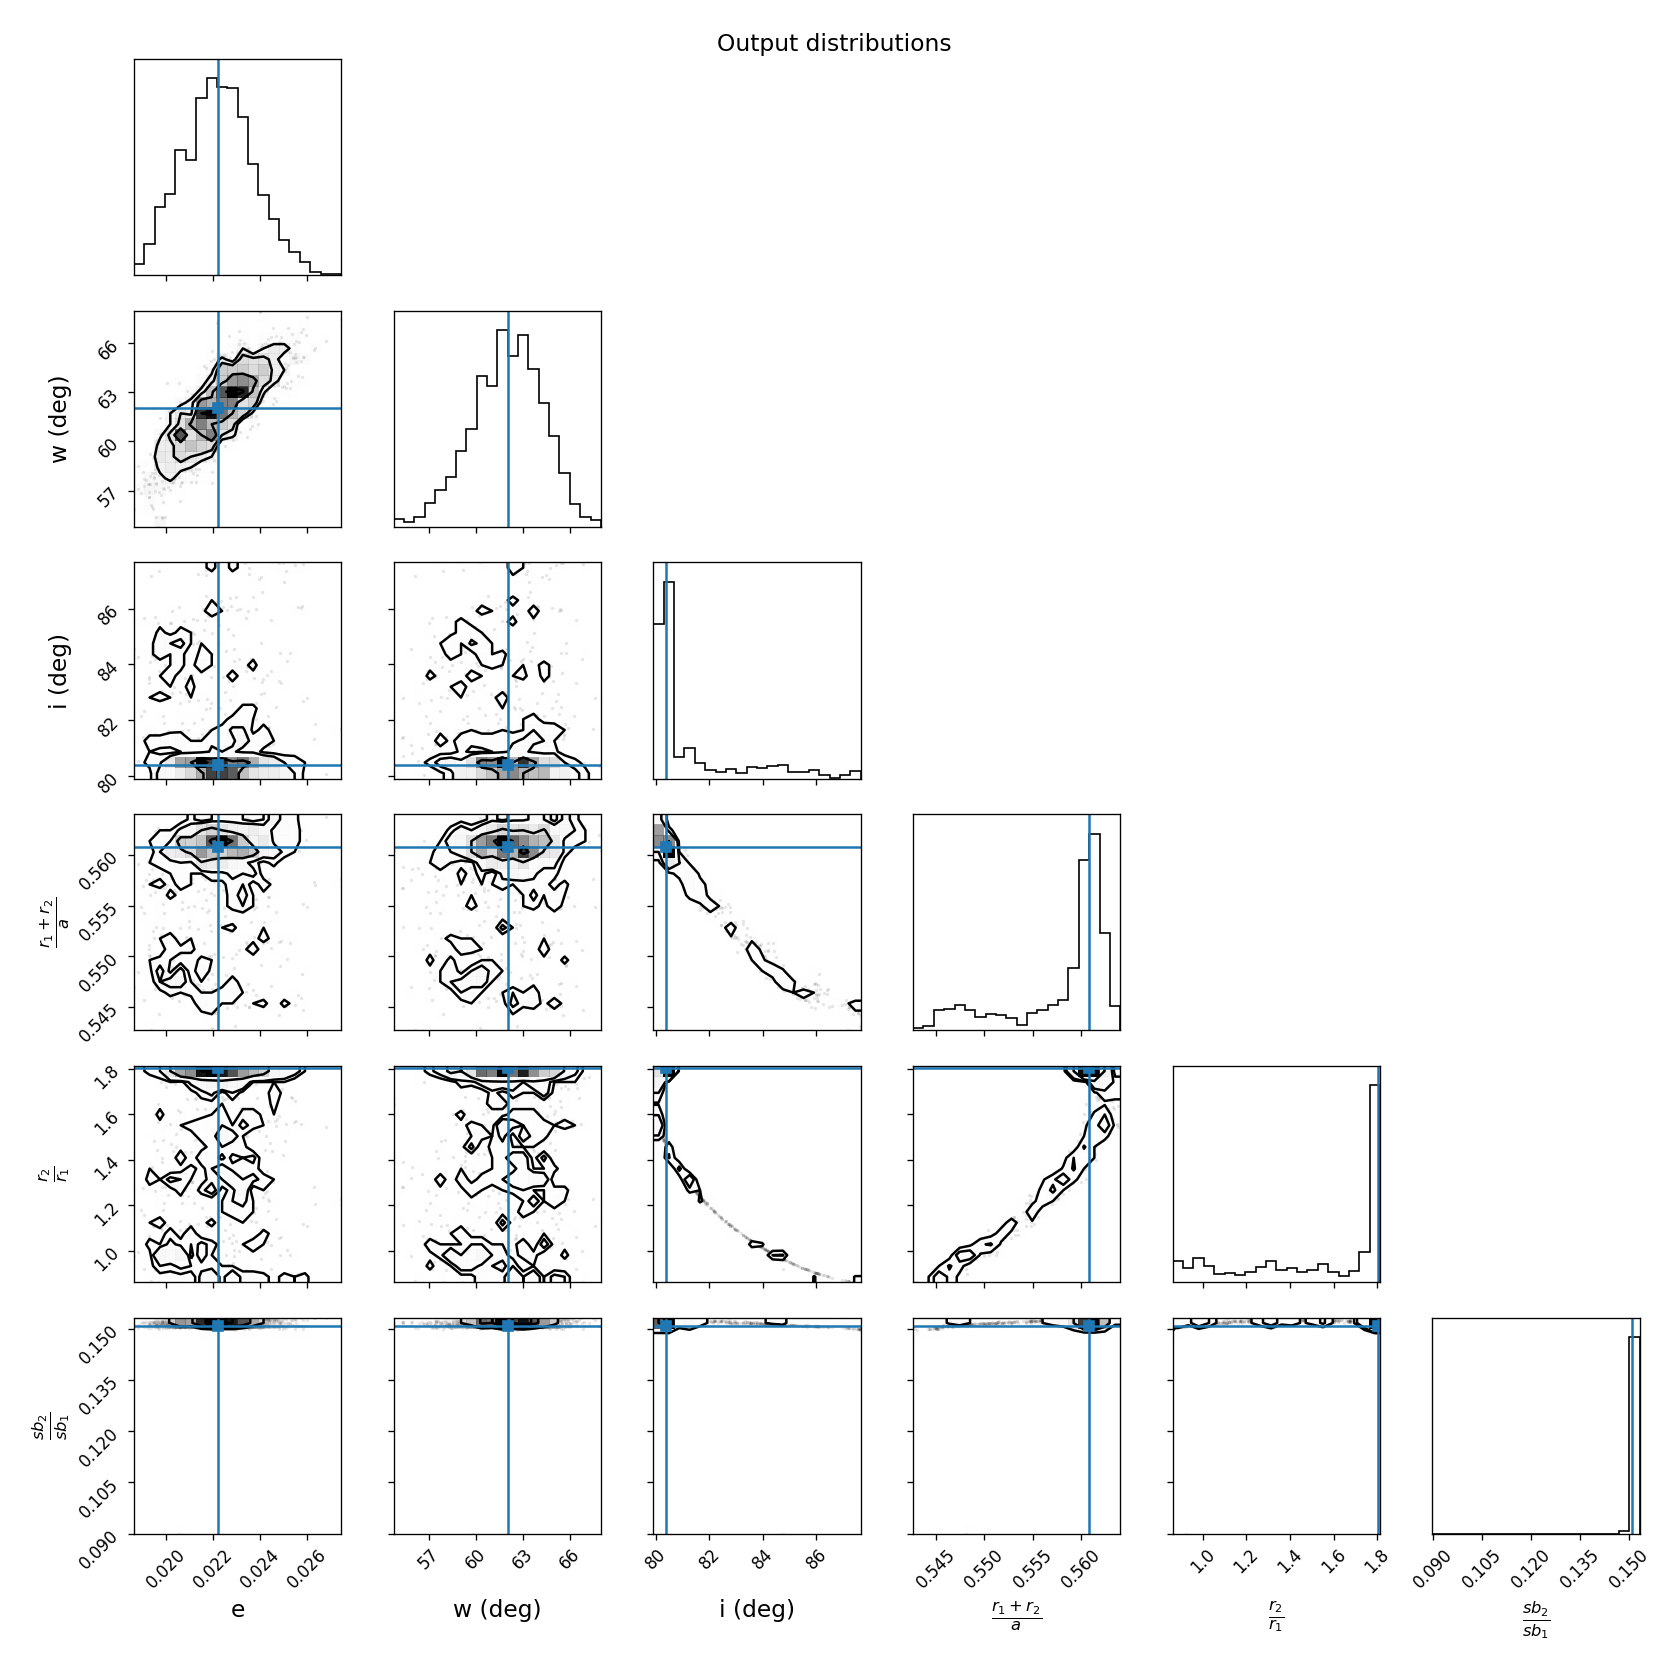 Output distributions
w (deg)
66
63
60
57
i (deg)
86
84
82
80
r₁ + r₂
a
0.560
0.555
0.550
0.545
r₂
r₁
1.8
1.6
1.4
1.2
1.0
sb₂
sb₁
0.150
0.135
0.120
0.105
0.090
0.020 0.022 0.024 0.026 57 60 63 66 80 82 84 86 0.545 0.550 0.555 0.560 1.0 1.2 1.4 1.6 1.8 0.090 0.105 0.120 0.135 0.150
e w (deg) i (deg)
r₁ + r₂
a
r₂
r₁
sb₂
sb₁